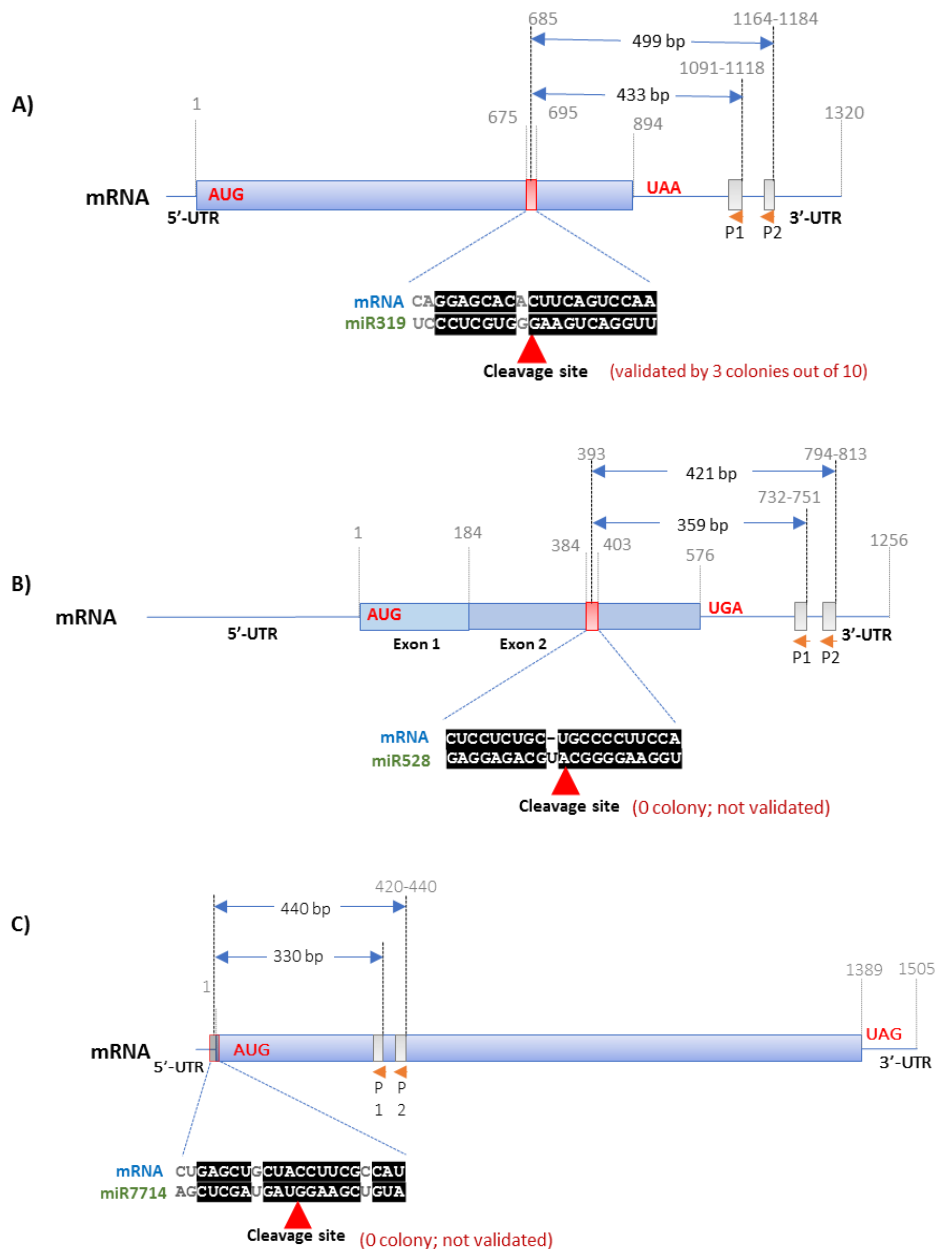 685
1164-1184
499 bp
1091-1118
A)
1
433 bp
675
695
894
1320
mRNA
AUG
UAA
5’-UTR
3’-UTR
P1
P2
mRNA CAGGAGCACACUUCAGUCCAA
miR319 UCCCUCGUGGGAAGUCAGGUU
Cleavage site (validated by 3 colonies out of 10)
393
794-813
421 bp
732-751
359 bp
1
184
384
403
576
1256
B)
mRNA
AUG
UGA
5’-UTR
Exon 1
Exon 2
3’-UTR
P1
P2
mRNA CUCCUCUGC-UGCCCCUUCCA
miR528 GAGGAGACGUACGGGGAAGGU
Cleavage site (0 colony; not validated)
420-440
C)
440 bp
330 bp
1
1389
1505
mRNA
AUG
UAG
5’-UTR
3’-UTR
P
1
P
2
mRNA CUGAGCUGCUACCUUCGCCAU
miR7714 AGCUCGAUGAUGGAAGCUGUA
Cleavage site (0 colony; not validated)